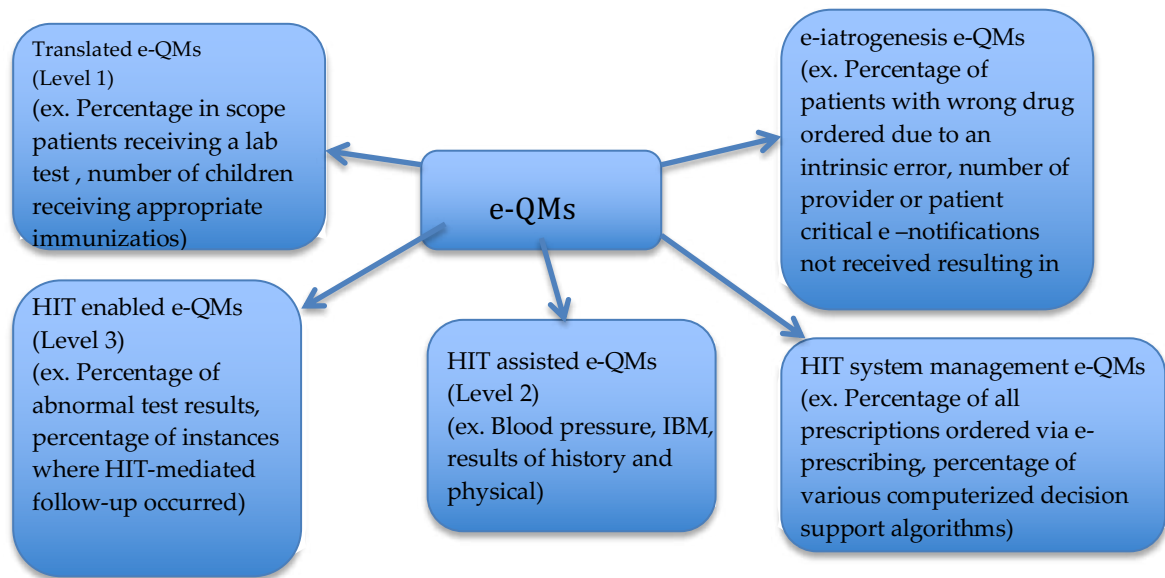 Translated e-QMs
(Level 1)
(ex. Percentage in scope
patients receiving a lab
test , number of children
receiving appropriate
immunizatios)
e-iatrogenesis e-QMs
(ex. Percentage of
patients with wrong drug
ordered due to an
intrinsic error, number of
provider or patient
critical e –notifications
not received resulting in
e-QMs
HIT enabled e-QMs
(Level 3)
(ex. Percentage of
abnormal test results,
percentage of instances
where HIT-mediated
follow-up occurred)
HIT assisted e-QMs
(Level 2)
(ex. Blood pressure, IBM,
results of history and
physical)
HIT system management e-QMs
(ex. Percentage of all
prescriptions ordered via e-
prescribing, percentage of
various computerized decision
support algorithms)